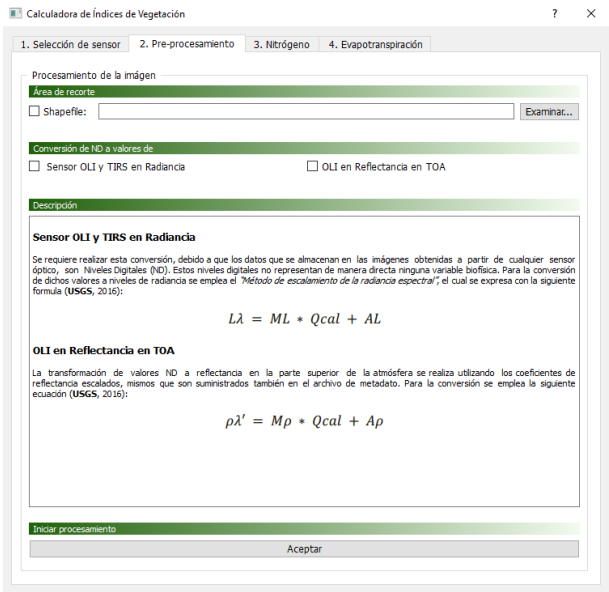 Calculadora de Índices de Vegetación
?
1. Selección de sensor 2. Pre-procesamiento 3. Nitrógeno 4. Evapotranspiración
Procesamiento de la imágen
Área de recorte
Shapefile: Examinar...
Conversión de ND a valores de
Sensor OLI y TIRS en Radiancia OLI en Reflectancia en TOA
Descripción
Sensor OLI y TIRS en Radiancia
Se requiere realizar esta conversión, debido a que los datos que se almacenan en las imágenes obtenidas a partir de cualquier sensor
óptico, son Niveles Digitales (ND). Estos niveles digitales no representan de manera directa ninguna variable biofísica. Para la conversión
de dichos valores a niveles de radiancia se emplea el "Método de escalamiento de la radiancia espectral", el cual se expresa con la siguiente
formula (USGS, 2016):
Lλ = ML * Qcal + AL
OLI en Reflectancia en TOA
La transformación de valores ND a reflectancia en la parte superior de la atmósfera se realiza utilizando los coeficientes de
reflectancia escalados, mismos que son suministrados también en el archivo de metadato. Para la conversión se emplea la siguiente
ecuación (USGS, 2016):
ρλ′ = Mρ * Qcal + Aρ
Iniciar procesamiento
Aceptar